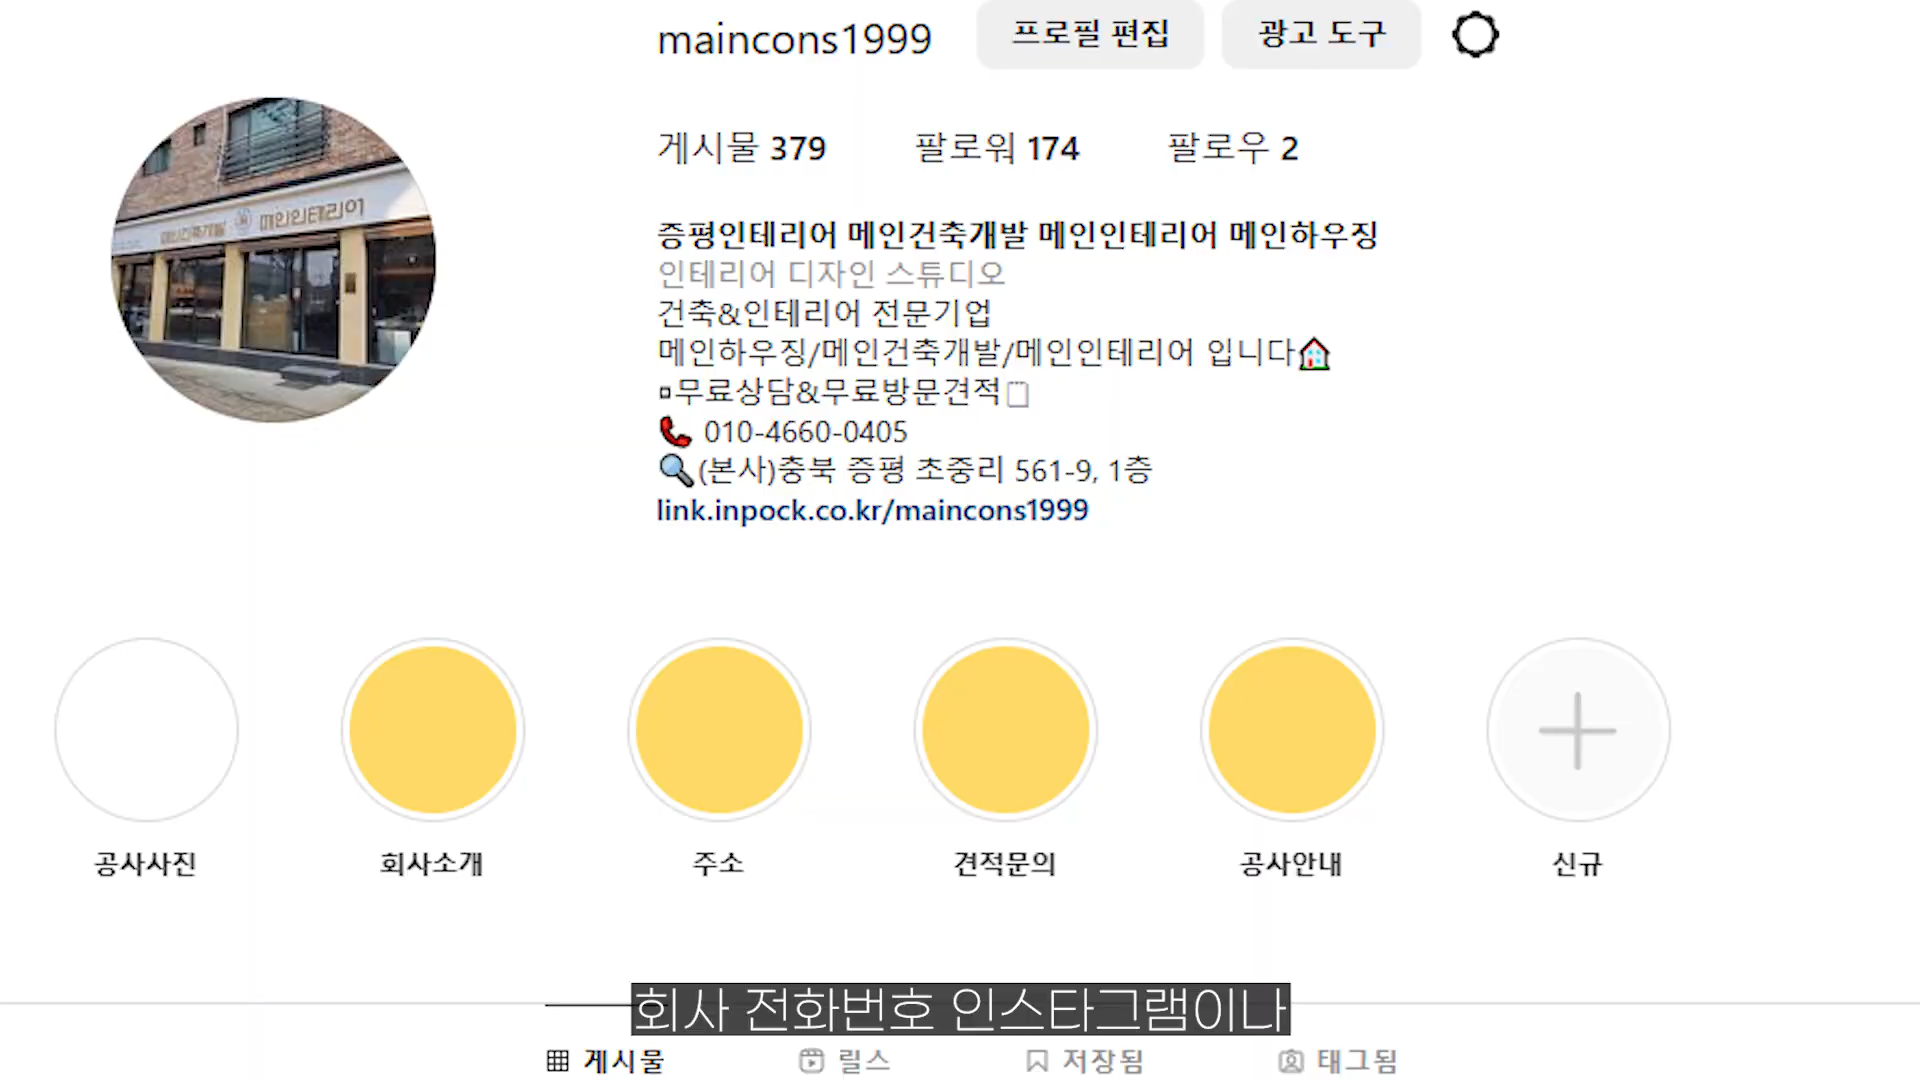 maincons1999 프로필 편집 광고 도구
게시물 379 팔로워 174 팔로우 2
메인인테리어
증평인테리어 메인건축개발 메인인테리어 메인하우징
인테리어 디자인 스튜디오
건축&인테리어 전문기업
메인하우징/메인건축개발/메인인테리어 입니다🏠
▫무료상담&무료방문견적
📞 010-4660-0405
🔍(본사)충북 증평 초중리 561-9, 1층
link.inpock.co.kr/maincons1999
공사사진 회사소개 주소 견적문의 공사안내 신규
회사 전화번호 인스타그램이나
게시물 릴스 저장됨 태그됨